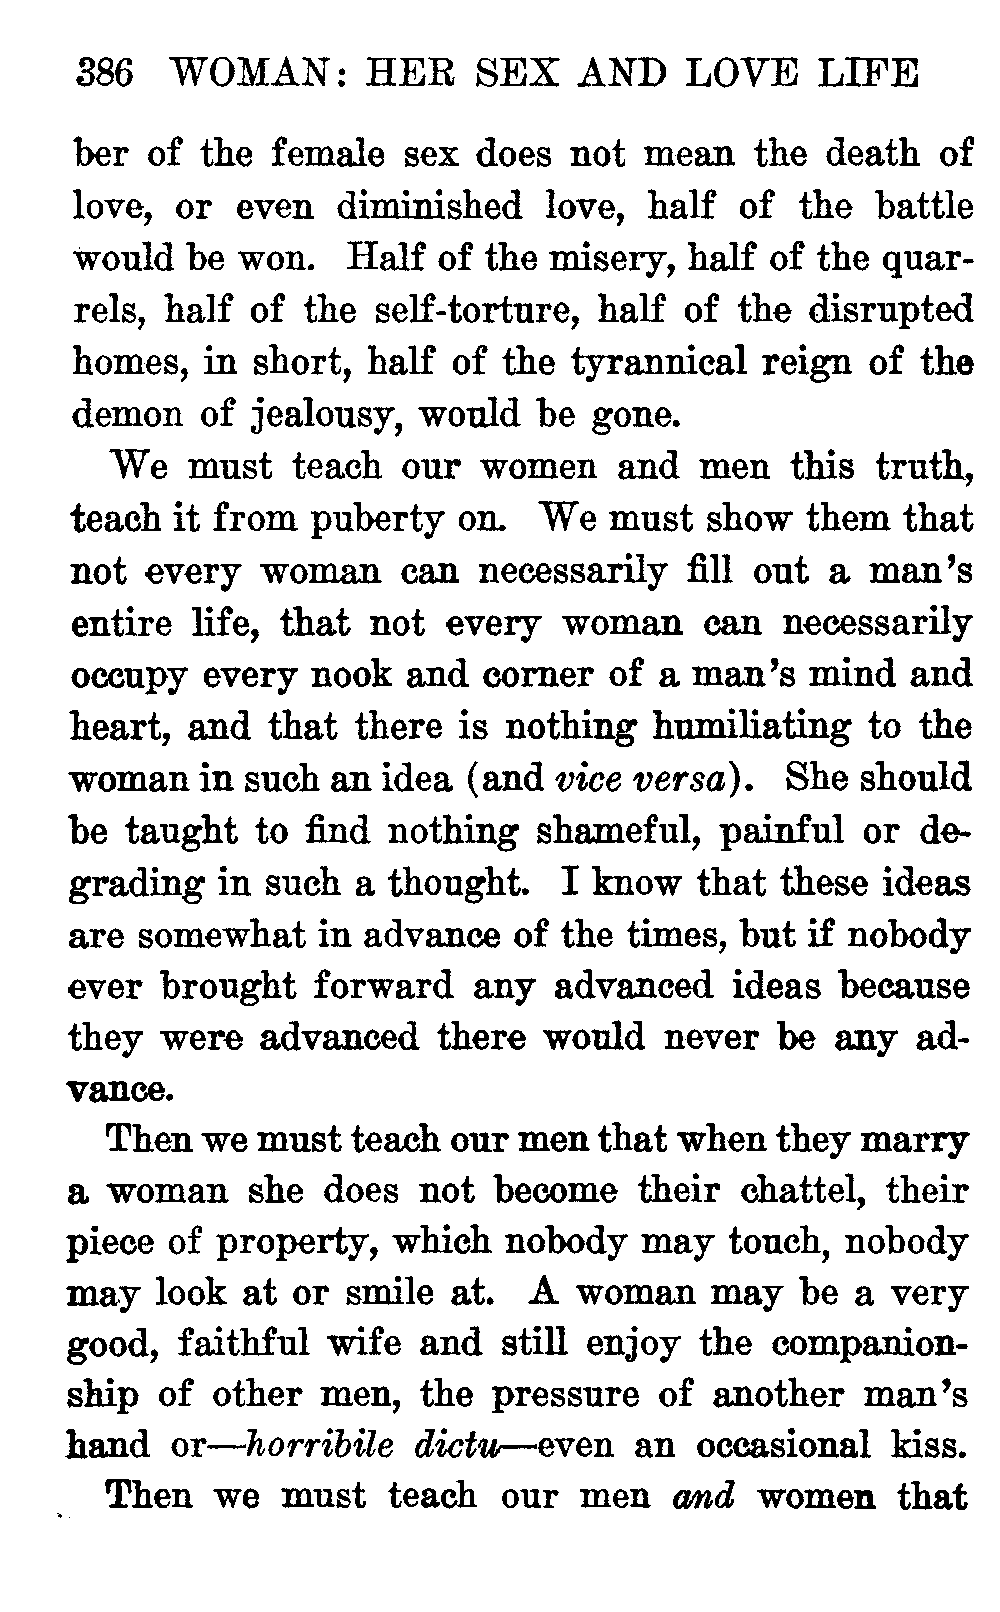 386 WOMAN: HER SEX AND LOVE LIFE
ber of the female sex does not mean the death of
love, or even diminished love, half of the battle
would be won. Half of the misery, half of the quar-
rels, half of the self-torture, half of the disrupted
homes, in short, half of the tyrannical reign of the
demon of jealousy, would be gone.
We must teach our women and men this truth,
teach it from puberty on. We must show them that
not every woman can necessarily fill out a man's
entire life, that not every woman can necessarily
occupy every nook and corner of a man's mind and
heart, and that there is nothing humiliating to the
woman in such an idea (and vice versa). She should
be taught to find nothing shameful, painful or de-
grading in such a thought. I know that these ideas
are somewhat in advance of the times, but if nobody
ever brought forward any advanced ideas because
they were advanced there would never be any ad-
vance.
Then we must teach our men that when they marry
a woman she does not become their chattel, their
piece of property, which nobody may touch, nobody
may look at or smile at. A woman may be a very
good, faithful wife and still enjoy the companion-
ship of other men, the pressure of another man's
hand or—horribile dictu—even an occasional kiss.
Then we must teach our men and women that